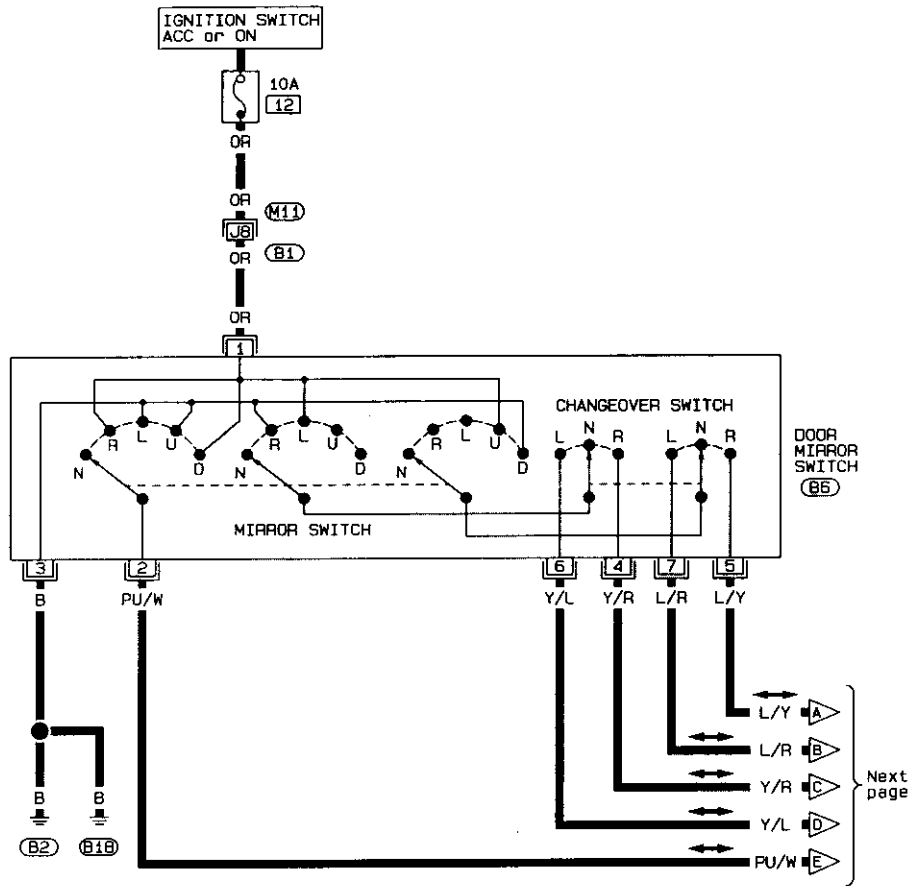 IGNITION SWITCH
ACC or ON
10A
12
OR
OR
M11
J8
B1
OR
OR
1
CHANGEOVER SWITCH
R L U D N
R L U D N
R L U D N
L N R
L N R
DOOR
MIRROR
SWITCH
B6
MIRROR SWITCH
3 2 6 4 7 5
B PU/W Y/L Y/R L/R L/Y
L/Y A
L/R B
Y/R C
Y/L D
PU/W E
Next
page
B B
B2 B18